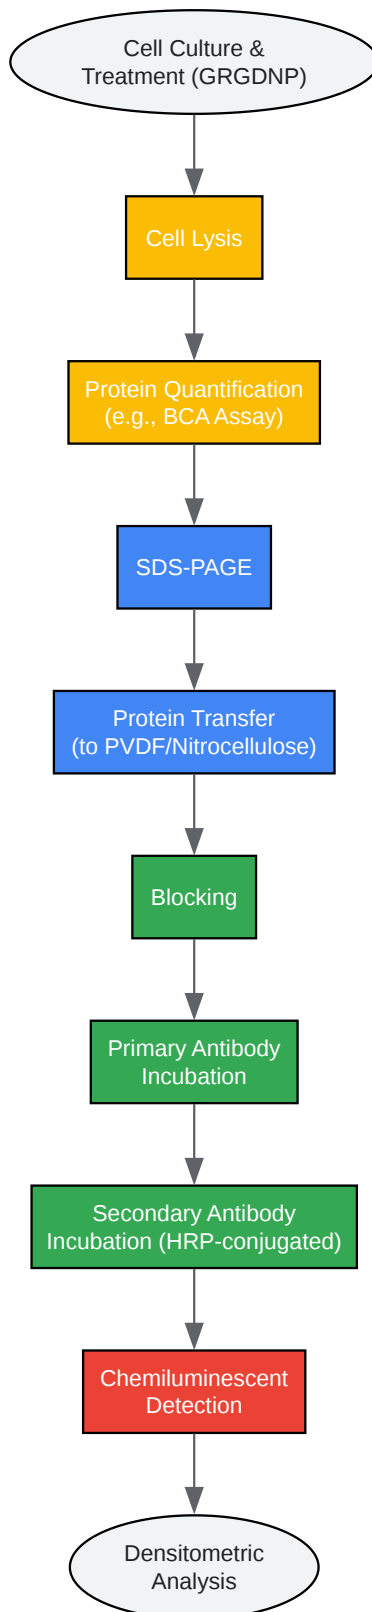 Cell Culture &
Treatment (GRGDNP)
Cell Lysis
Protein Quantification
(e.g., BCA Assay)
SDS-PAGE
Protein Transfer
(to PVDF/Nitrocellulose)
Blocking
Primary Antibody
Incubation
Secondary Antibody
Incubation (HRP-conjugated)
Chemiluminescent
Detection
Densitometric
Analysis